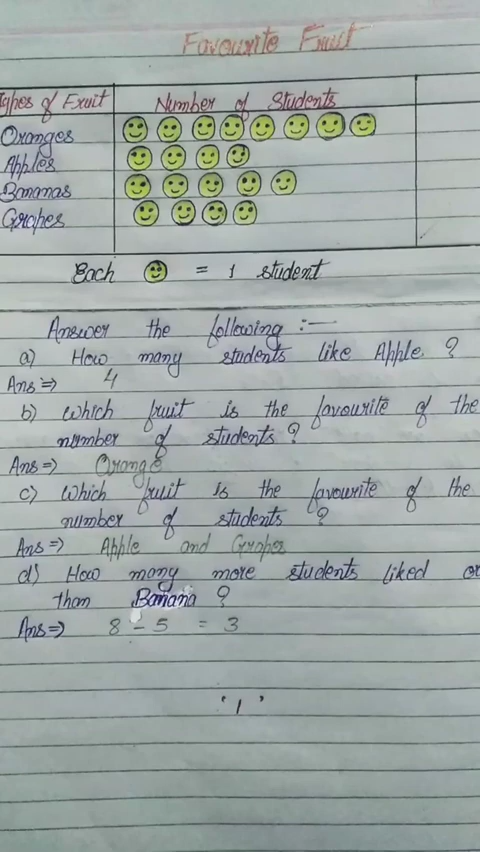 Favourite Fruit
Types of Fruit Number of Students
Oranges
Apples
Bananas
Grapes
Each = 1 student
Answer the following :—
a) How many students like Apple ?
Ans => 4
b) Which fruit is the favourite of the
number of students ?
Ans => Orange
c) Which fruit is the favourite of the
number of students ?
Ans => Apple and Grapes
d) How many more students liked or
than Banana ?
Ans => 8 - 5 = 3
' 1 '